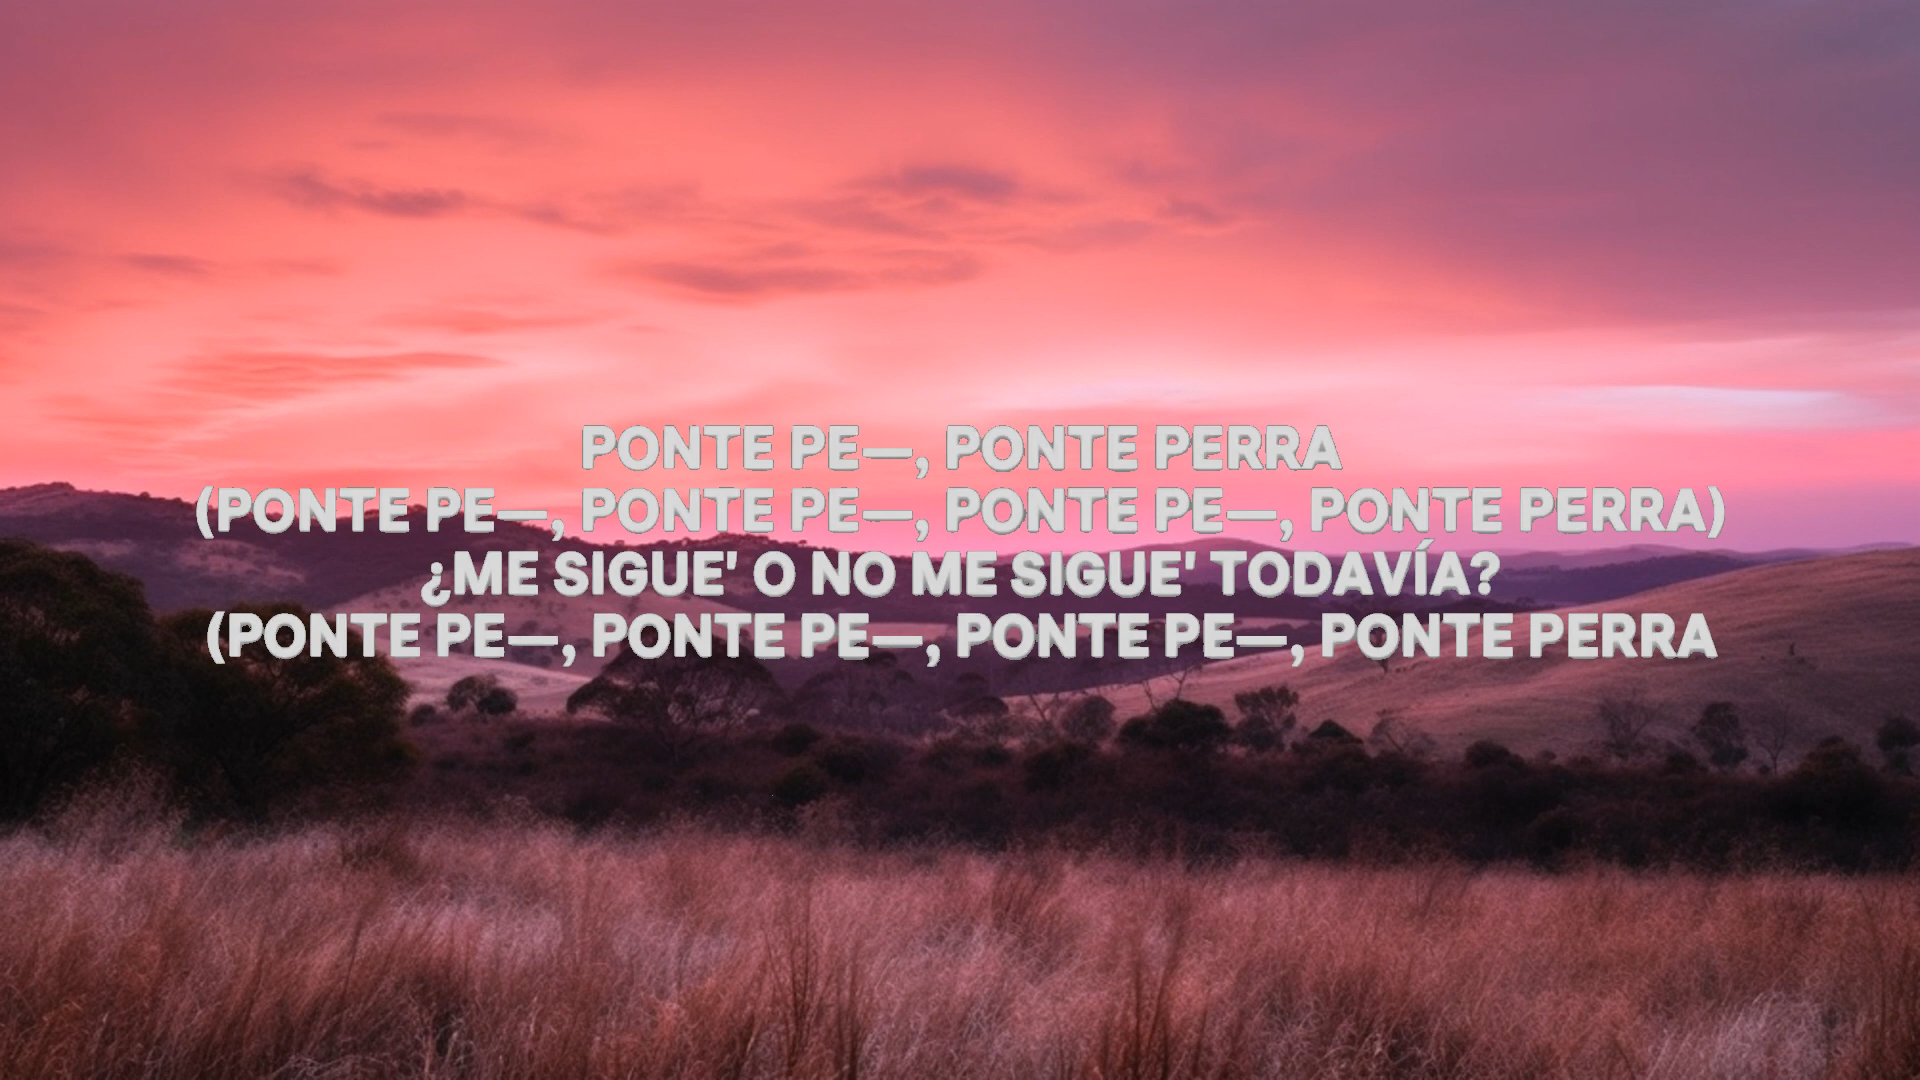 PONTE PE—, PONTE PERRA
(PONTE PE—, PONTE PE—, PONTE PE—, PONTE PERRA)
¿ME SIGUE' O NO ME SIGUE' TODAVÍA?
(PONTE PE—, PONTE PE—, PONTE PE—, PONTE PERRA